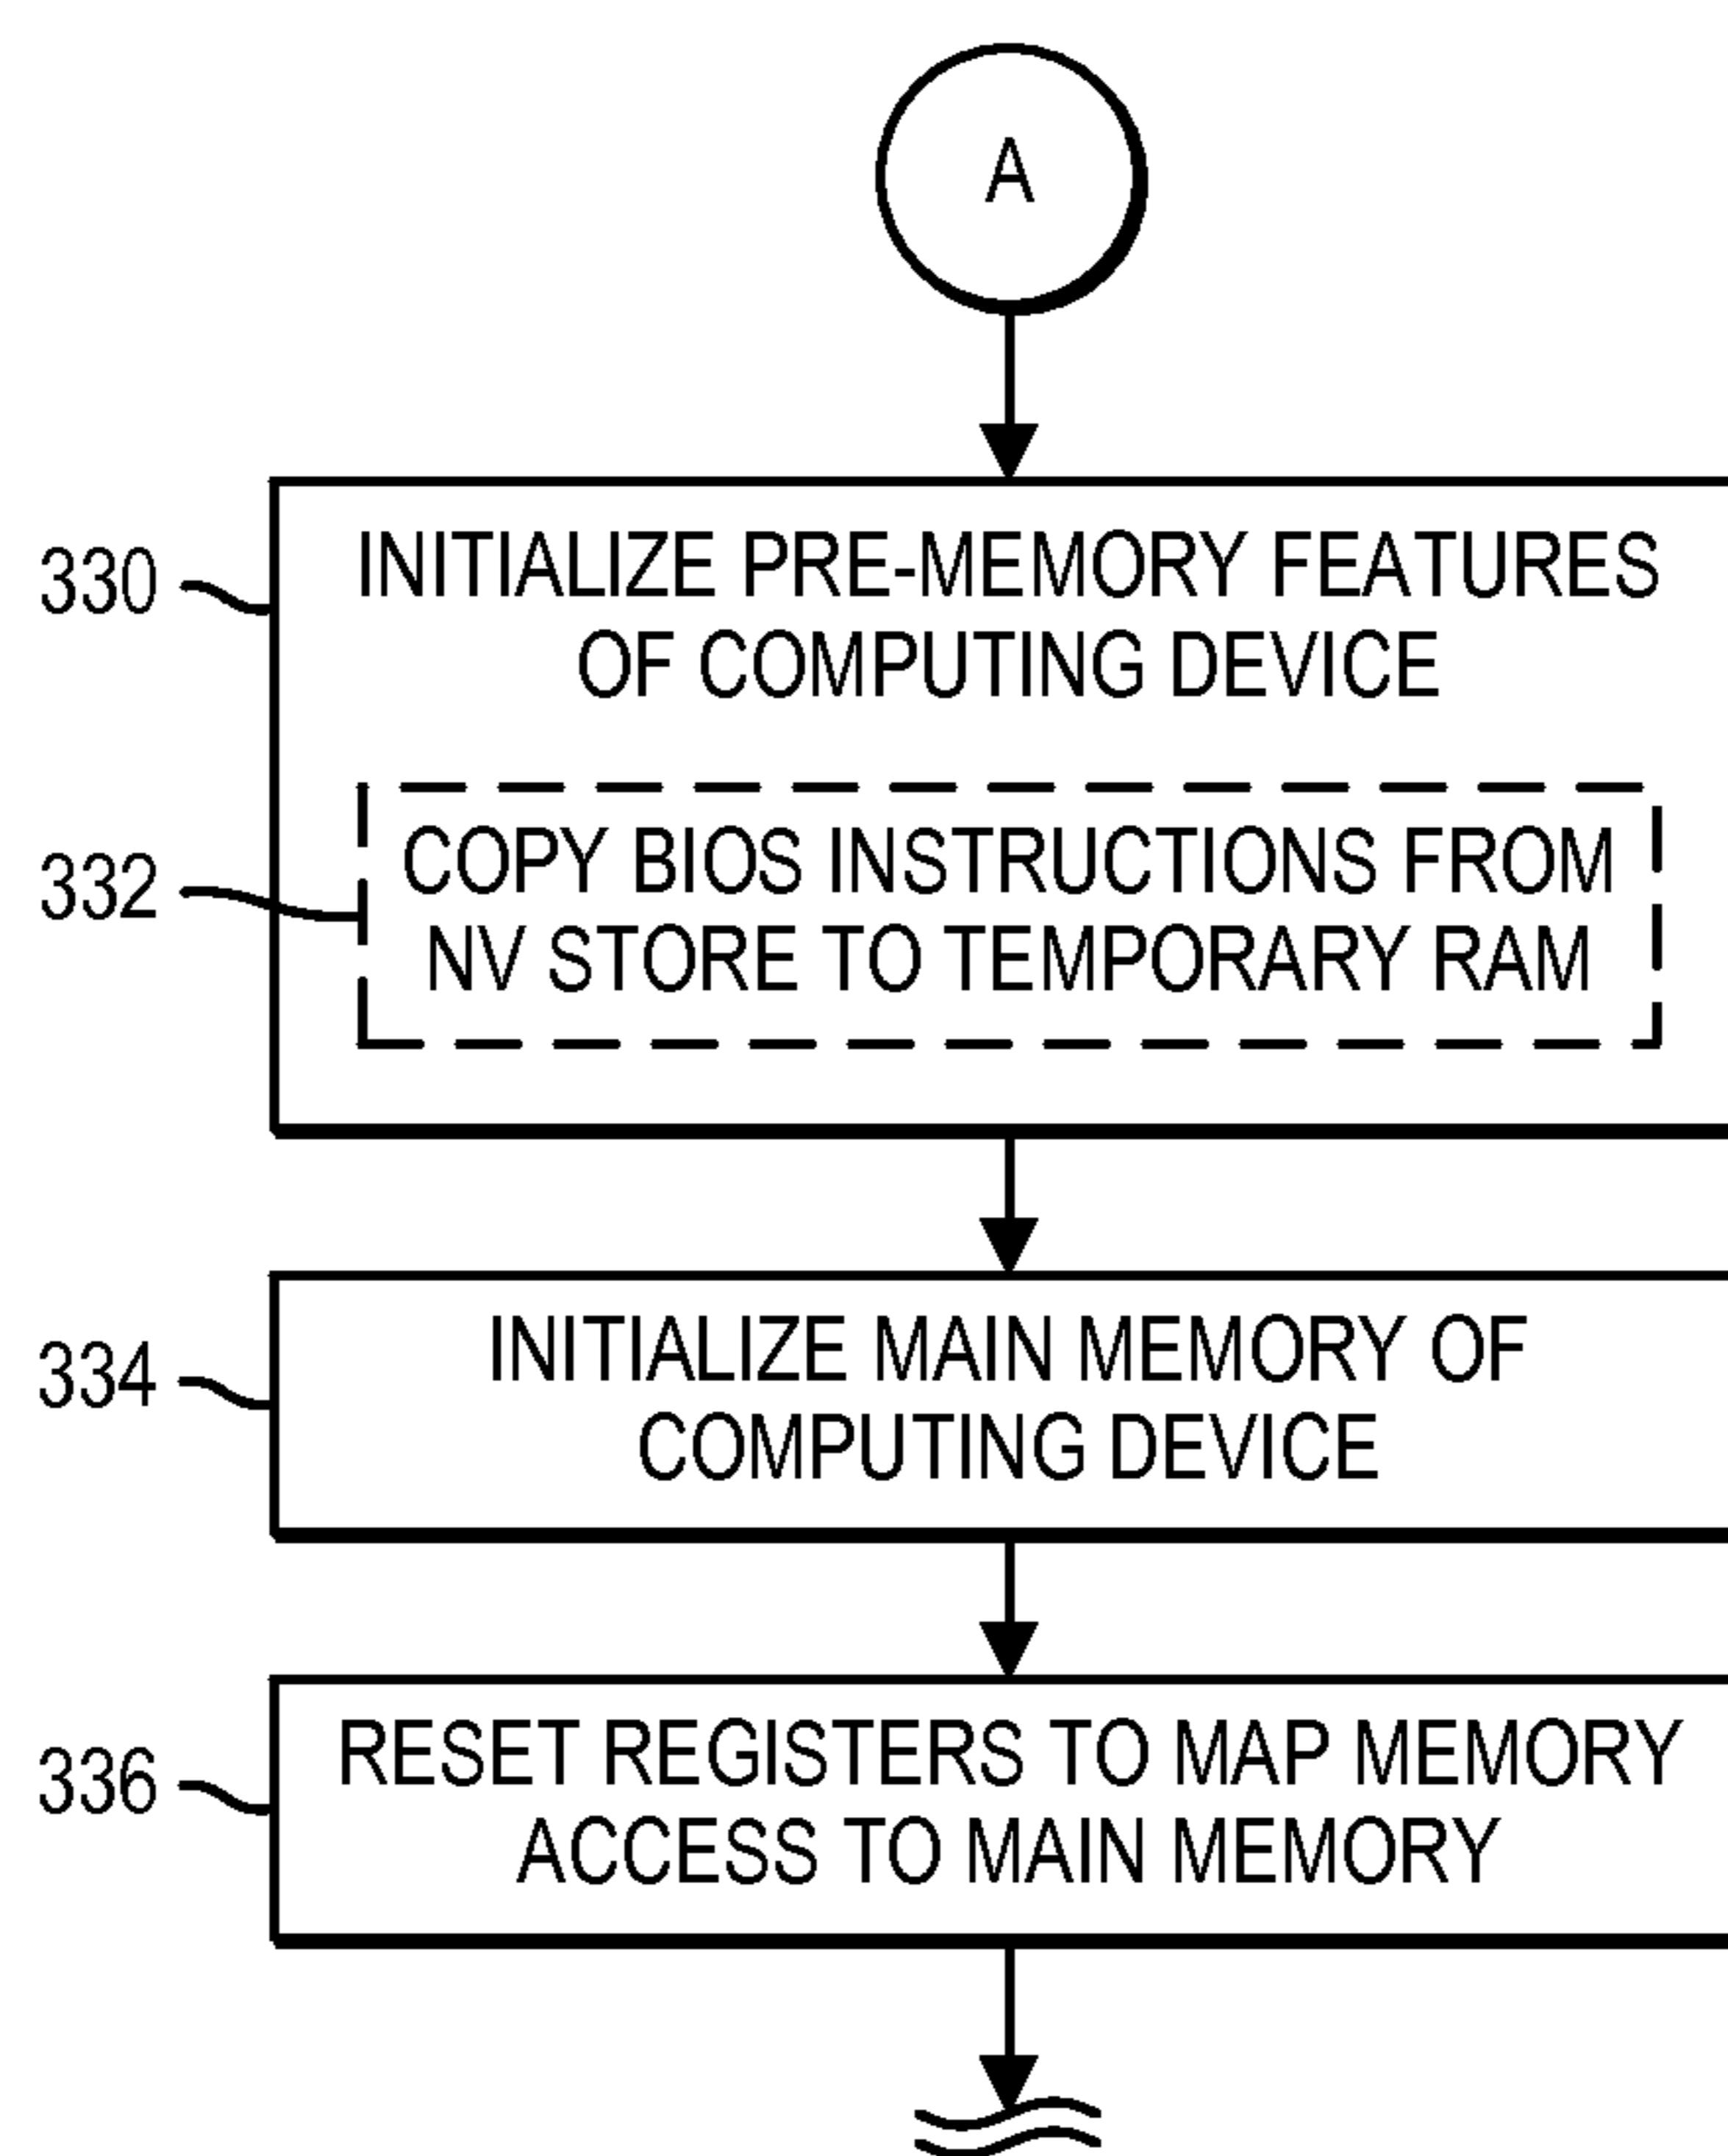 A
330
INITIALIZE PRE-MEMORY FEATURES
OF COMPUTING DEVICE
332
COPY BIOS INSTRUCTIONS FROM
NV STORE TO TEMPORARY RAM
334
INITIALIZE MAIN MEMORY OF
COMPUTING DEVICE
336
RESET REGISTERS TO MAP MEMORY
ACCESS TO MAIN MEMORY